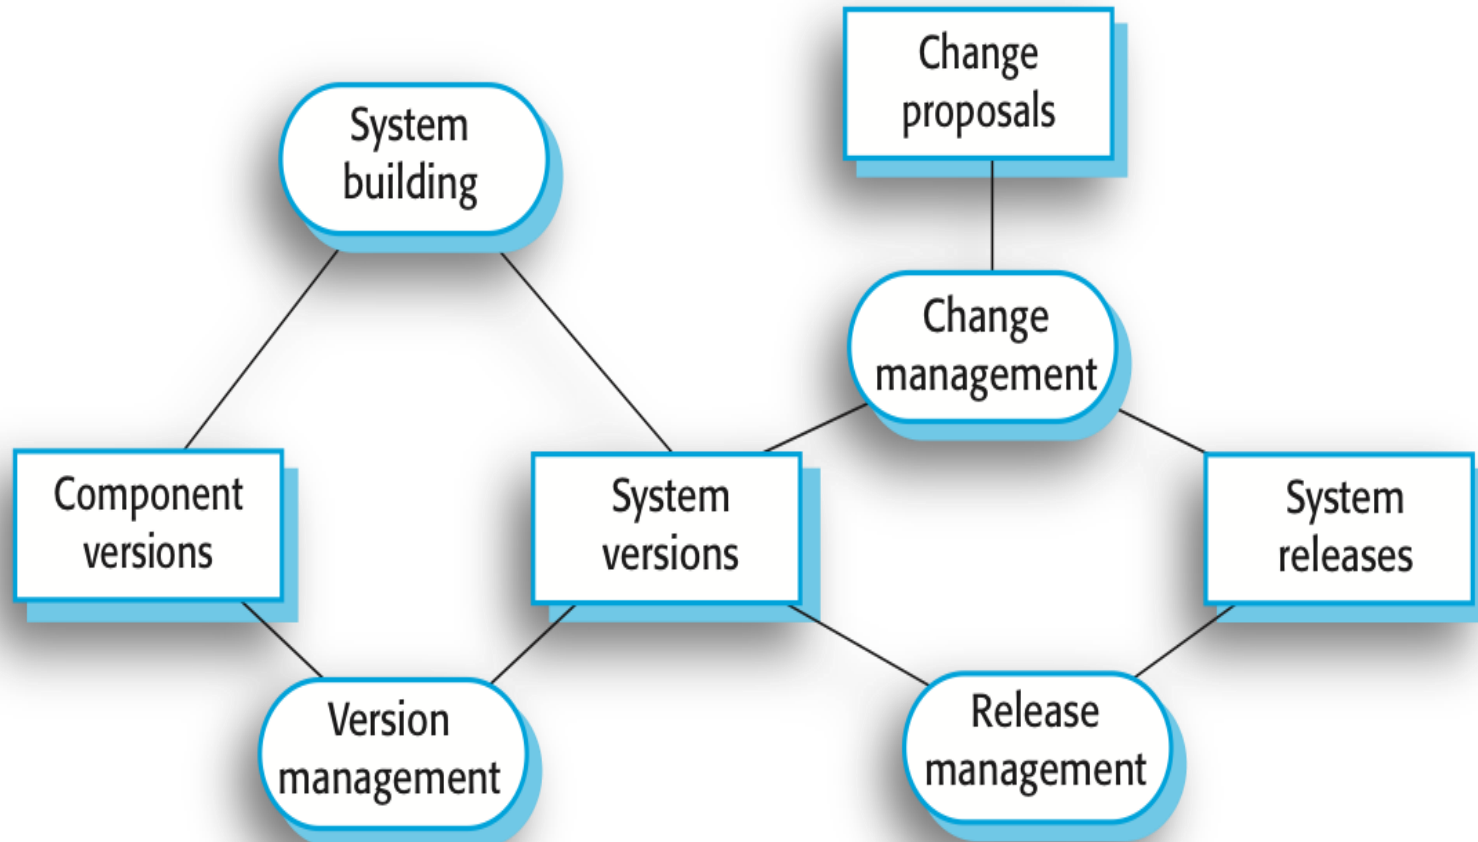 Change
proposals
System
building
Change
management
Component
versions
System
versions
System
releases
Version
management
Release
management